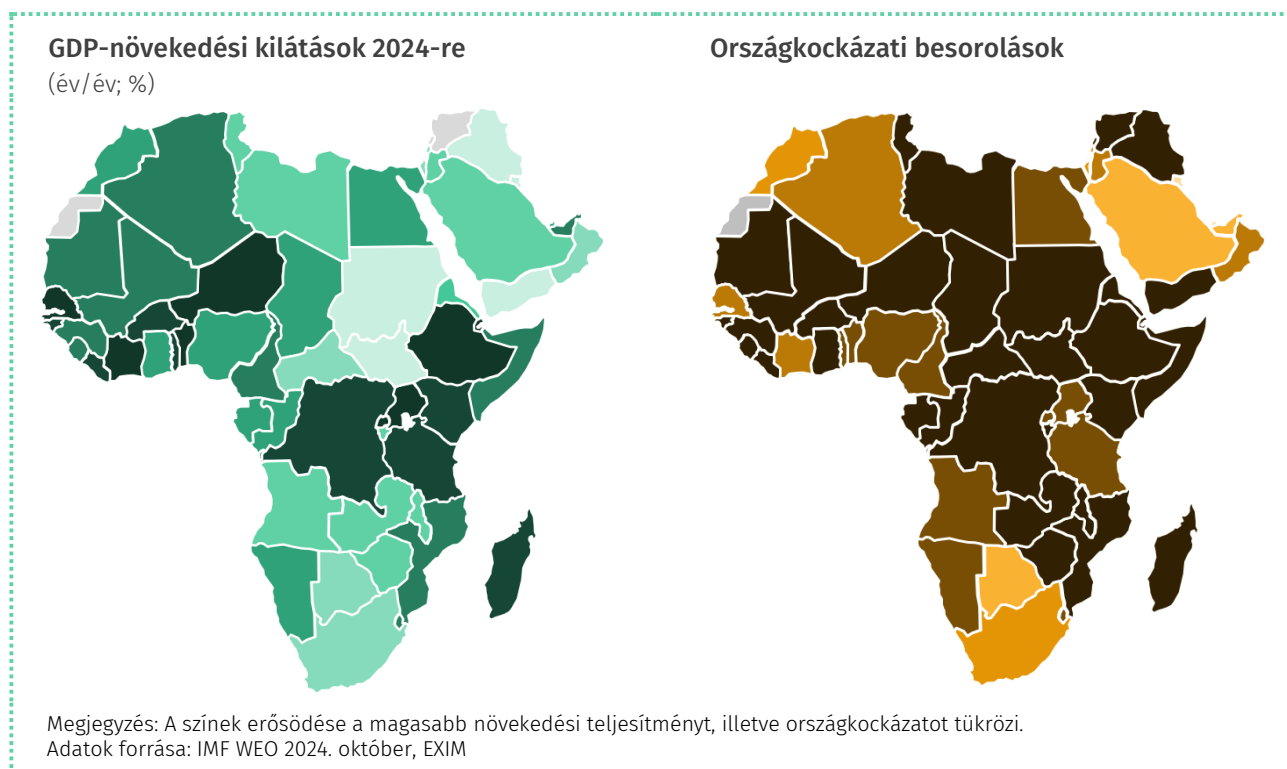 GDP-növekedési kilátások 2024-re
(év/év; %)
Országkockázati besorolások
Megjegyzés: A színek erősödése a magasabb növekedési teljesítményt, illetve országkockázatot tükrözi.
Adatok forrása: IMF WEO 2024. október, EXIM